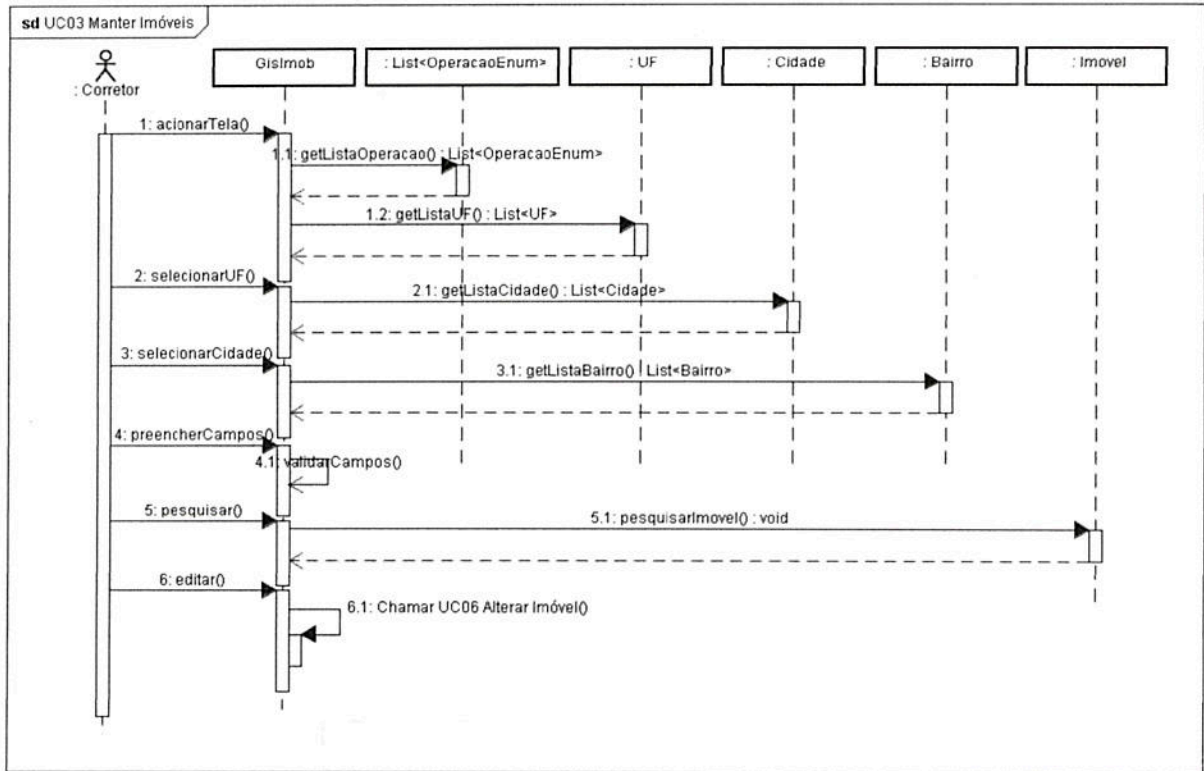 sd UC03 Manter Imóveis
: Corretor
GisImob
: List<OperacaoEnum>
: UF
: Cidade
: Bairro
: Imovel
1: acionarTela()
1.1: getListaOperacao() : List<OperacaoEnum>
1.2: getListaUF() : List<UF>
2: selecionarUF()
2.1: getListaCidade() : List<Cidade>
3: selecionarCidade()
3.1: getListaBairro() : List<Bairro>
4: preencherCampos()
4.1: validarCampos()
5: pesquisar()
5.1: pesquisarImovel() : void
6: editar()
6.1: Chamar UC06 Alterar Imóvel()